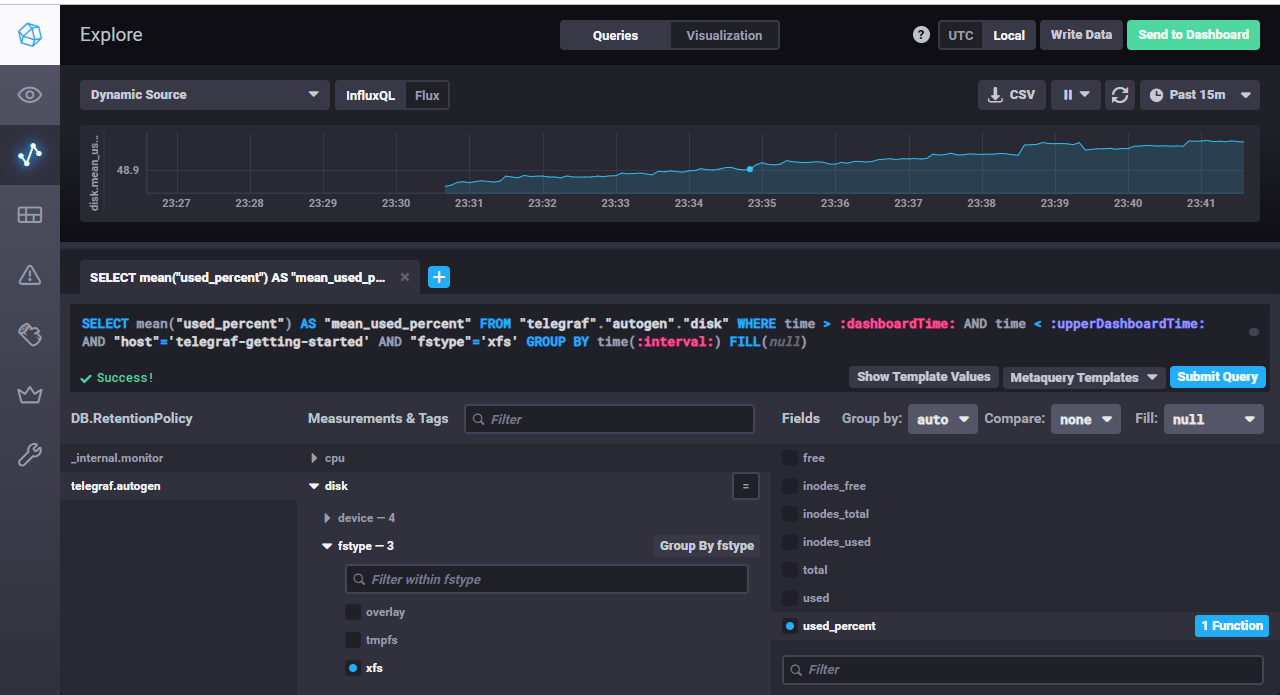 Explore
Queries
Visualization
?
UTC
Local
Write Data
Send to Dashboard
Dynamic Source
InfluxQL
Flux
CSV
Past 15m
disk.mean_us...
48.9
23:27 23:28 23:29 23:30 23:31 23:32 23:33 23:34 23:35 23:36 23:37 23:38 23:39 23:40 23:41
SELECT mean("used_percent") AS "mean_used_p...
SELECT mean("used_percent") AS "mean_used_percent" FROM "telegraf"."autogen"."disk" WHERE time > :dashboardTime: AND time < :upperDashboardTime:
AND "host"='telegraf-getting-started' AND "fstype"='xfs' GROUP BY time(:interval:) FILL(null)
Success!
Show Template Values
Metaquery Templates
Submit Query
DB.RetentionPolicy
Measurements & Tags
Filter
Fields
Group by:
auto
Compare:
none
Fill:
null
_internal.monitor
telegraf.autogen
cpu
disk
=
device — 4
fstype — 3
Group By fstype
Filter within fstype
overlay
tmpfs
xfs
free
inodes_free
inodes_total
inodes_used
total
used
used_percent
1 Function
Filter